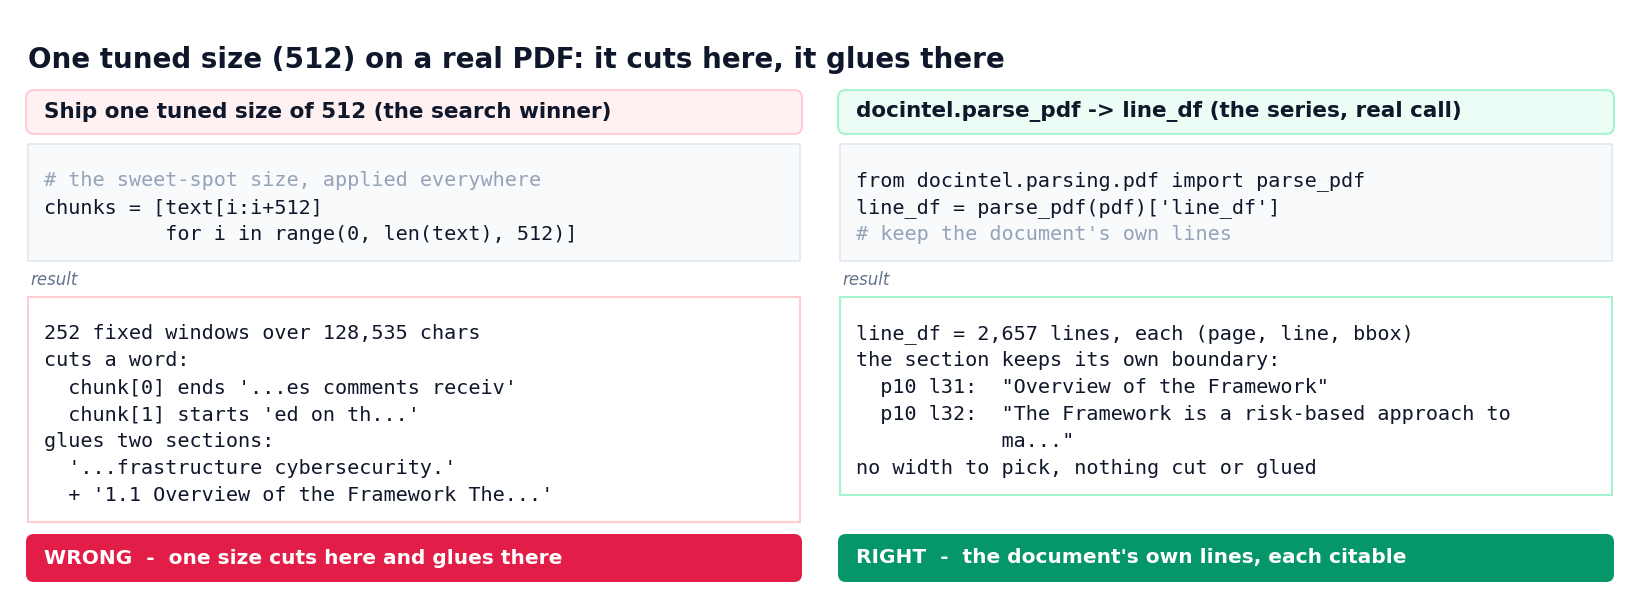 One tuned size (512) on a real PDF: it cuts here, it glues there
Ship one tuned size of 512 (the search winner)
# the sweet-spot size, applied everywhere
chunks = [text[i:i+512]
          for i in range(0, len(text), 512)]
result
252 fixed windows over 128,535 chars
cuts a word:
  chunk[0] ends '...es comments receiv'
  chunk[1] starts 'ed on th...'
glues two sections:
  '...frastructure cybersecurity.'
  + '1.1 Overview of the Framework The...'
WRONG  -  one size cuts here and glues there
docintel.parse_pdf -> line_df (the series, real call)
from docintel.parsing.pdf import parse_pdf
line_df = parse_pdf(pdf)['line_df']
# keep the document's own lines
result
line_df = 2,657 lines, each (page, line, bbox)
the section keeps its own boundary:
  p10 l31:  "Overview of the Framework"
  p10 l32:  "The Framework is a risk-based approach to
            ma..."
no width to pick, nothing cut or glued
RIGHT  -  the document's own lines, each citable